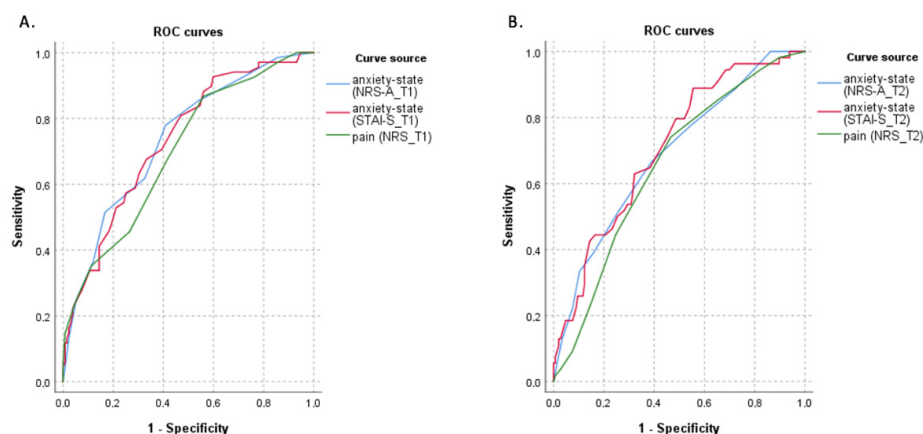 A.
ROC curves
Curve source
anxiety-state
(NRS-A_T1)
anxiety-state
(STAI-S_T1)
pain (NRS_T1)
Sensitivity
1.0
0.8
0.6
0.4
0.2
0.0
0.0 0.2 0.4 0.6 0.8 1.0
1 - Specificity
B.
ROC curves
Curve source
anxiety-state
(NRS-A_T2)
anxiety-state
(STAI-S_T2)
pain (NRS_T2)
Sensitivity
1.0
0.8
0.6
0.4
0.2
0.0
0.0 0.2 0.4 0.6 0.8 1.0
1 - Specificity